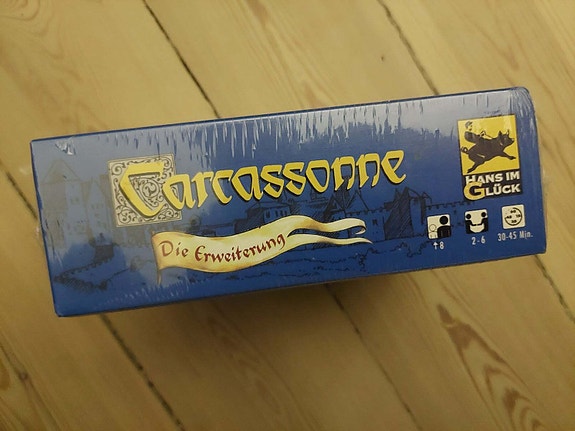 Carcassonne
Die Erweiterung
HANS IM
GLÜCK
↑8
2-6
30-45 Min.